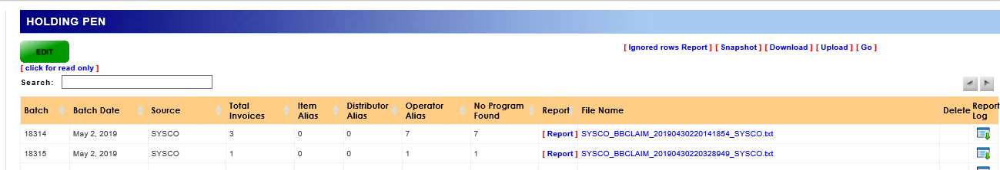 HOLDING PEN
EDIT
[ Ignored rows Report ] [ Snapshot ] [ Download ] [ Upload ] [ Go ]
[ click for read only ]
Search:
Batch Batch Date Source Total Invoices Item Alias Distributor Alias Operator Alias No Program Found Report File Name Delete Report Log
18314 May 2, 2019 SYSCO 3 0 0 7 7 [ Report ] SYSCO_BBCLAIM_20190430220141854_SYSCO.txt
18315 May 2, 2019 SYSCO 1 0 0 1 1 [ Report ] SYSCO_BBCLAIM_20190430220328949_SYSCO.txt